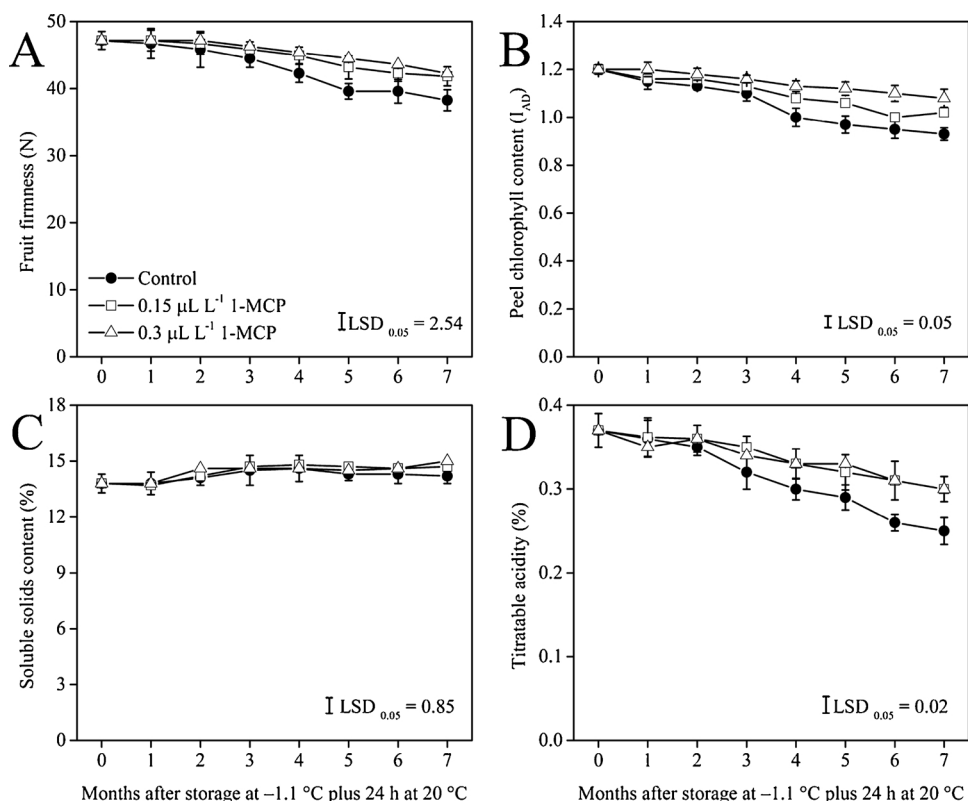 A
Fruit firmness (N)
50
40
30
20
10
0
Control
0.15 μL L⁻¹ 1-MCP
0.3 μL L⁻¹ 1-MCP
LSD 0.05 = 2.54
0 1 2 3 4 5 6 7
B
Peel chlorophyll content (I_AD)
1.4
1.2
1.0
0.8
0.6
0.4
0.2
0.0
LSD 0.05 = 0.05
0 1 2 3 4 5 6 7
C
Soluble solids content (%)
18
15
12
9
6
3
0
LSD 0.05 = 0.85
0 1 2 3 4 5 6 7
Months after storage at –1.1 °C plus 24 h at 20 °C
D
Titratable acidity (%)
0.4
0.3
0.2
0.1
0.0
LSD 0.05 = 0.02
0 1 2 3 4 5 6 7
Months after storage at –1.1 °C plus 24 h at 20 °C